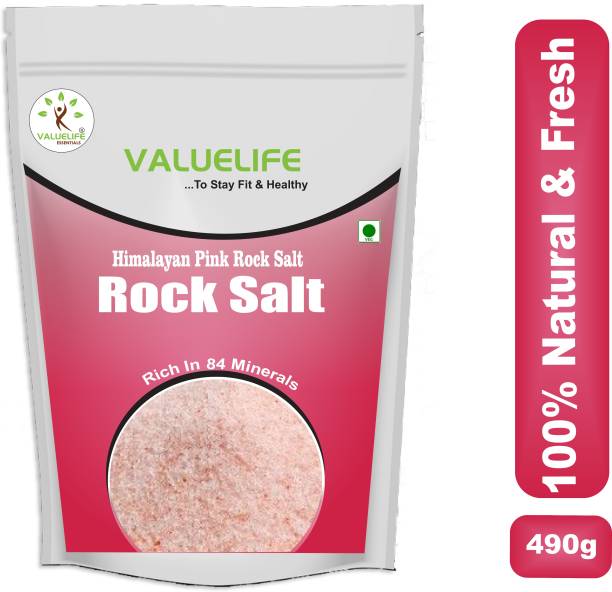 VALUELIFE
ESSENTIALS
®
VALUELIFE
...To Stay Fit & Healthy
VEG
Himalayan Pink Rock Salt
Rock Salt
Rich In 84 Minerals
100% Natural & Fresh
490g